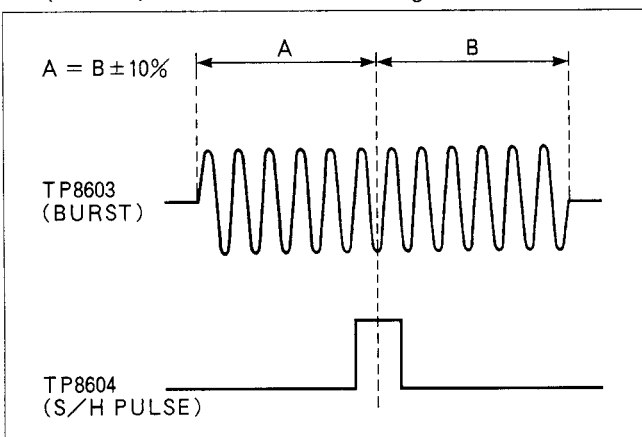 A
B
A = B±10%
TP8603
(BURST)
TP8604
(S/H PULSE)